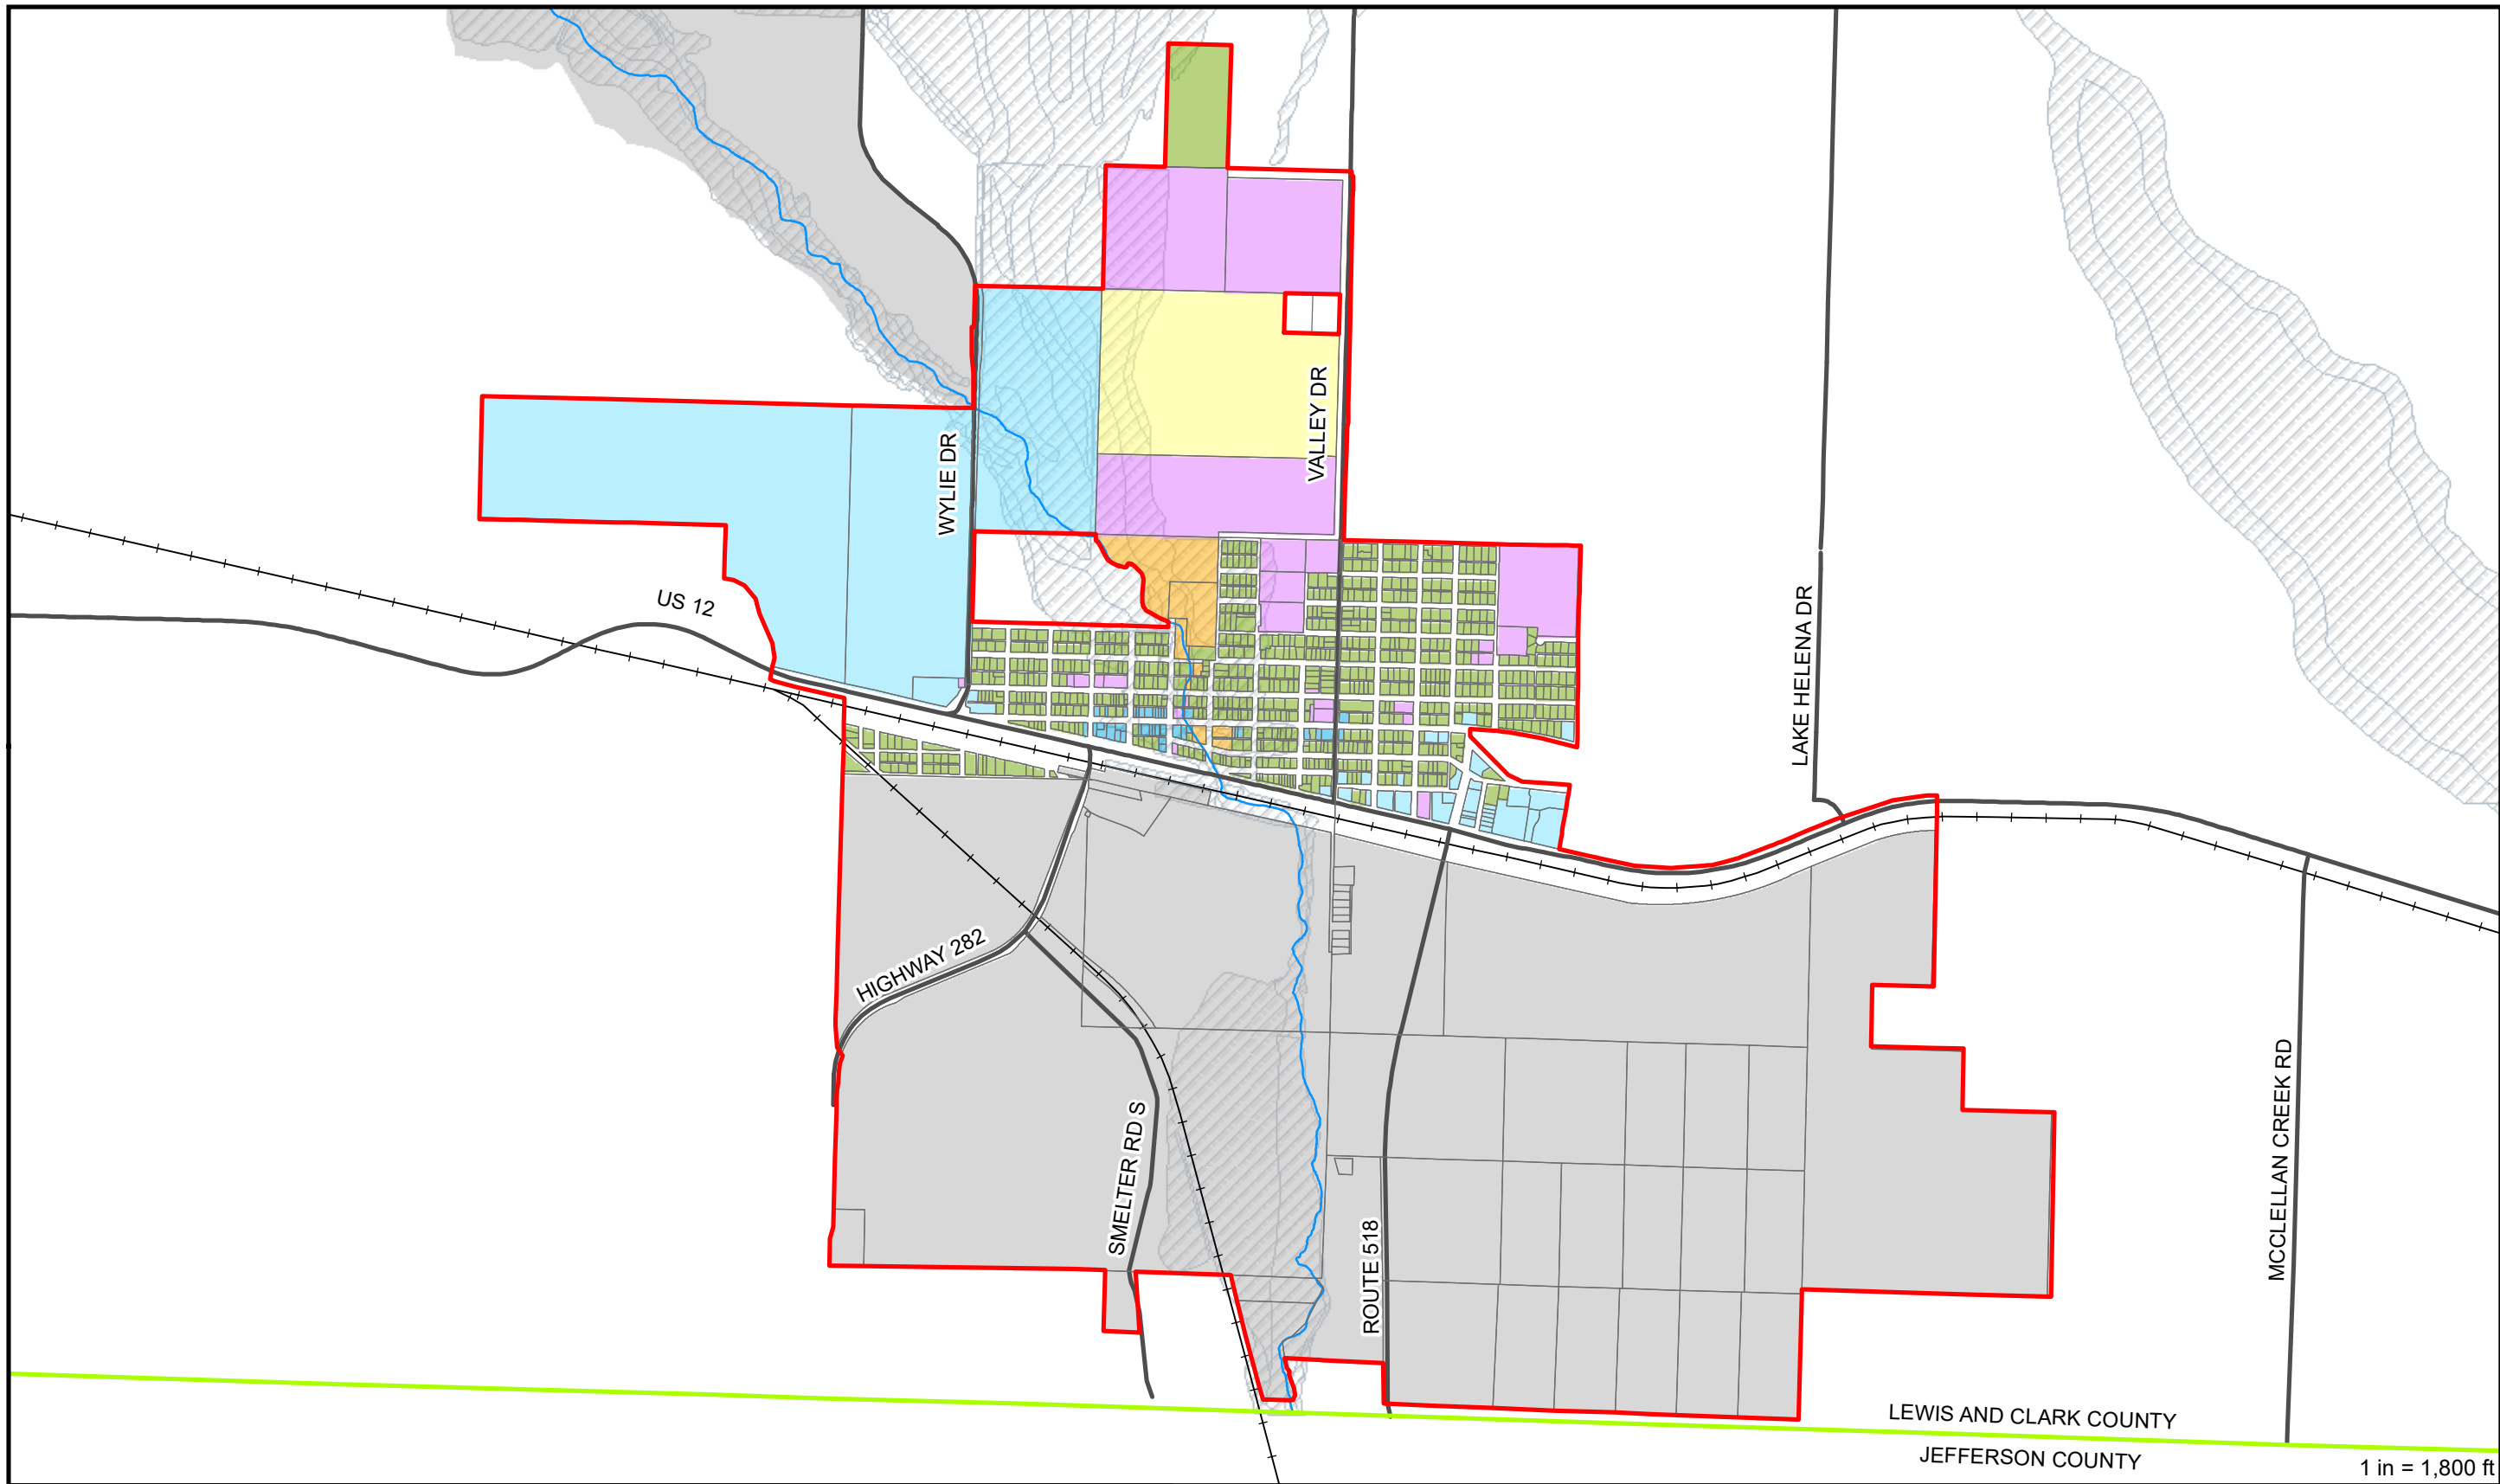 VALLEY DR
WYLIE DR
US 12
LAKE HELENA DR
HIGHWAY 282
SMELTER RD S
ROUTE 518
MCCLELLAN CREEK RD
LEWIS AND CLARK COUNTY
JEFFERSON COUNTY
1 in = 1,800 ft